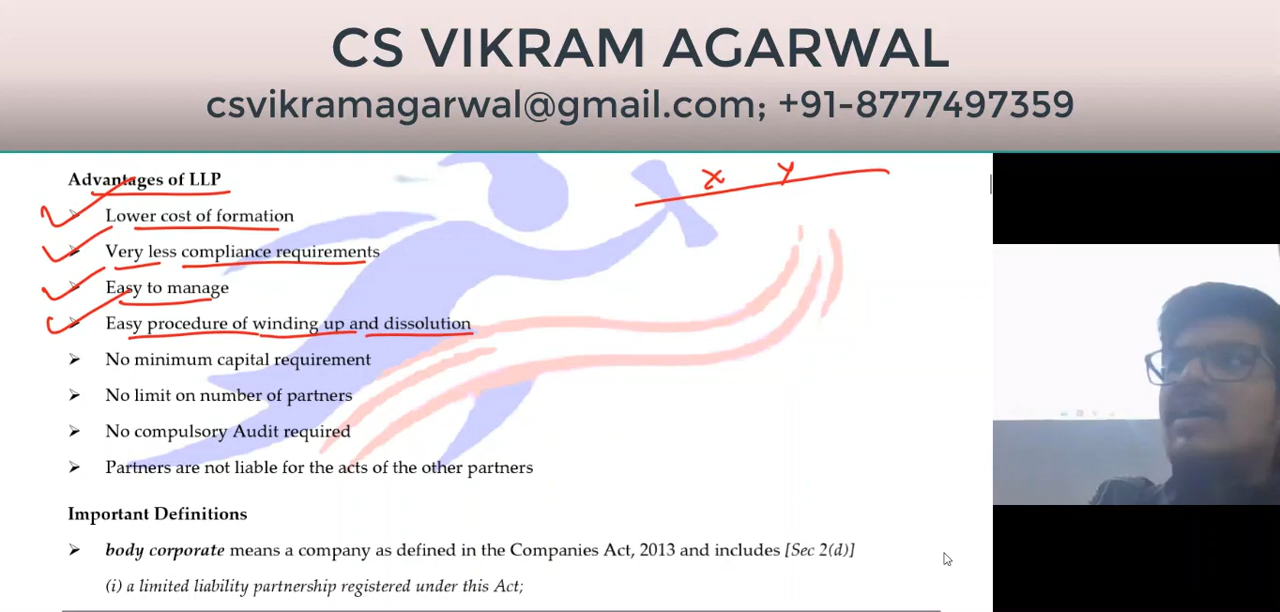 CS VIKRAM AGARWAL
csvikramagarwal@gmail.com; +91-8777497359
Advantages of LLP
x y
➢ Lower cost of formation
➢ Very less compliance requirements
➢ Easy to manage
➢ Easy procedure of winding up and dissolution
➢ No minimum capital requirement
➢ No limit on number of partners
➢ No compulsory Audit required
➢ Partners are not liable for the acts of the other partners
Important Definitions
➢ body corporate means a company as defined in the Companies Act, 2013 and includes [Sec 2(d)]
(i) a limited liability partnership registered under this Act;